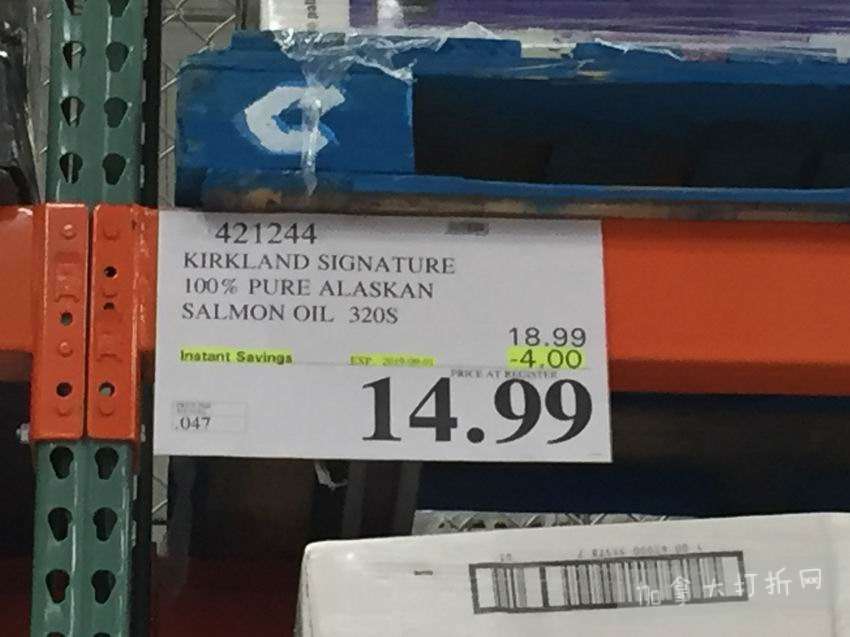 C
421244
KIRKLAND SIGNATURE
100% PURE ALASKAN
SALMON OIL 320S
18.99
Instant Savings
-4.00
PRICE AT REGISTER
14.99
.047
加拿大打折网